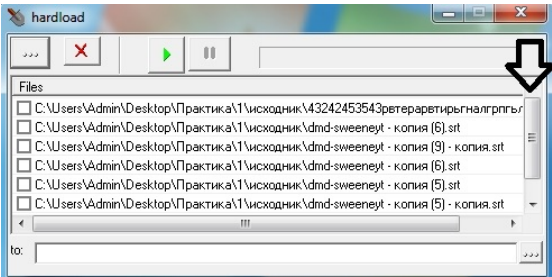 hardload
...
Files
C:\Users\Admin\Desktop\Практика\1\исходник\43242453543рвтерарвтирьгналгрпгьл
C:\Users\Admin\Desktop\Практика\1\исходник\dmd-sweeneyt - копия (6).srt
C:\Users\Admin\Desktop\Практика\1\исходник\dmd-sweeneyt - копия (9) - копия.srt
C:\Users\Admin\Desktop\Практика\1\исходник\dmd-sweeneyt - копия (6).srt
C:\Users\Admin\Desktop\Практика\1\исходник\dmd-sweeneyt - копия (5).srt
C:\Users\Admin\Desktop\Практика\1\исходник\dmd-sweeneyt - копия (5) - копия.srt
to: ...